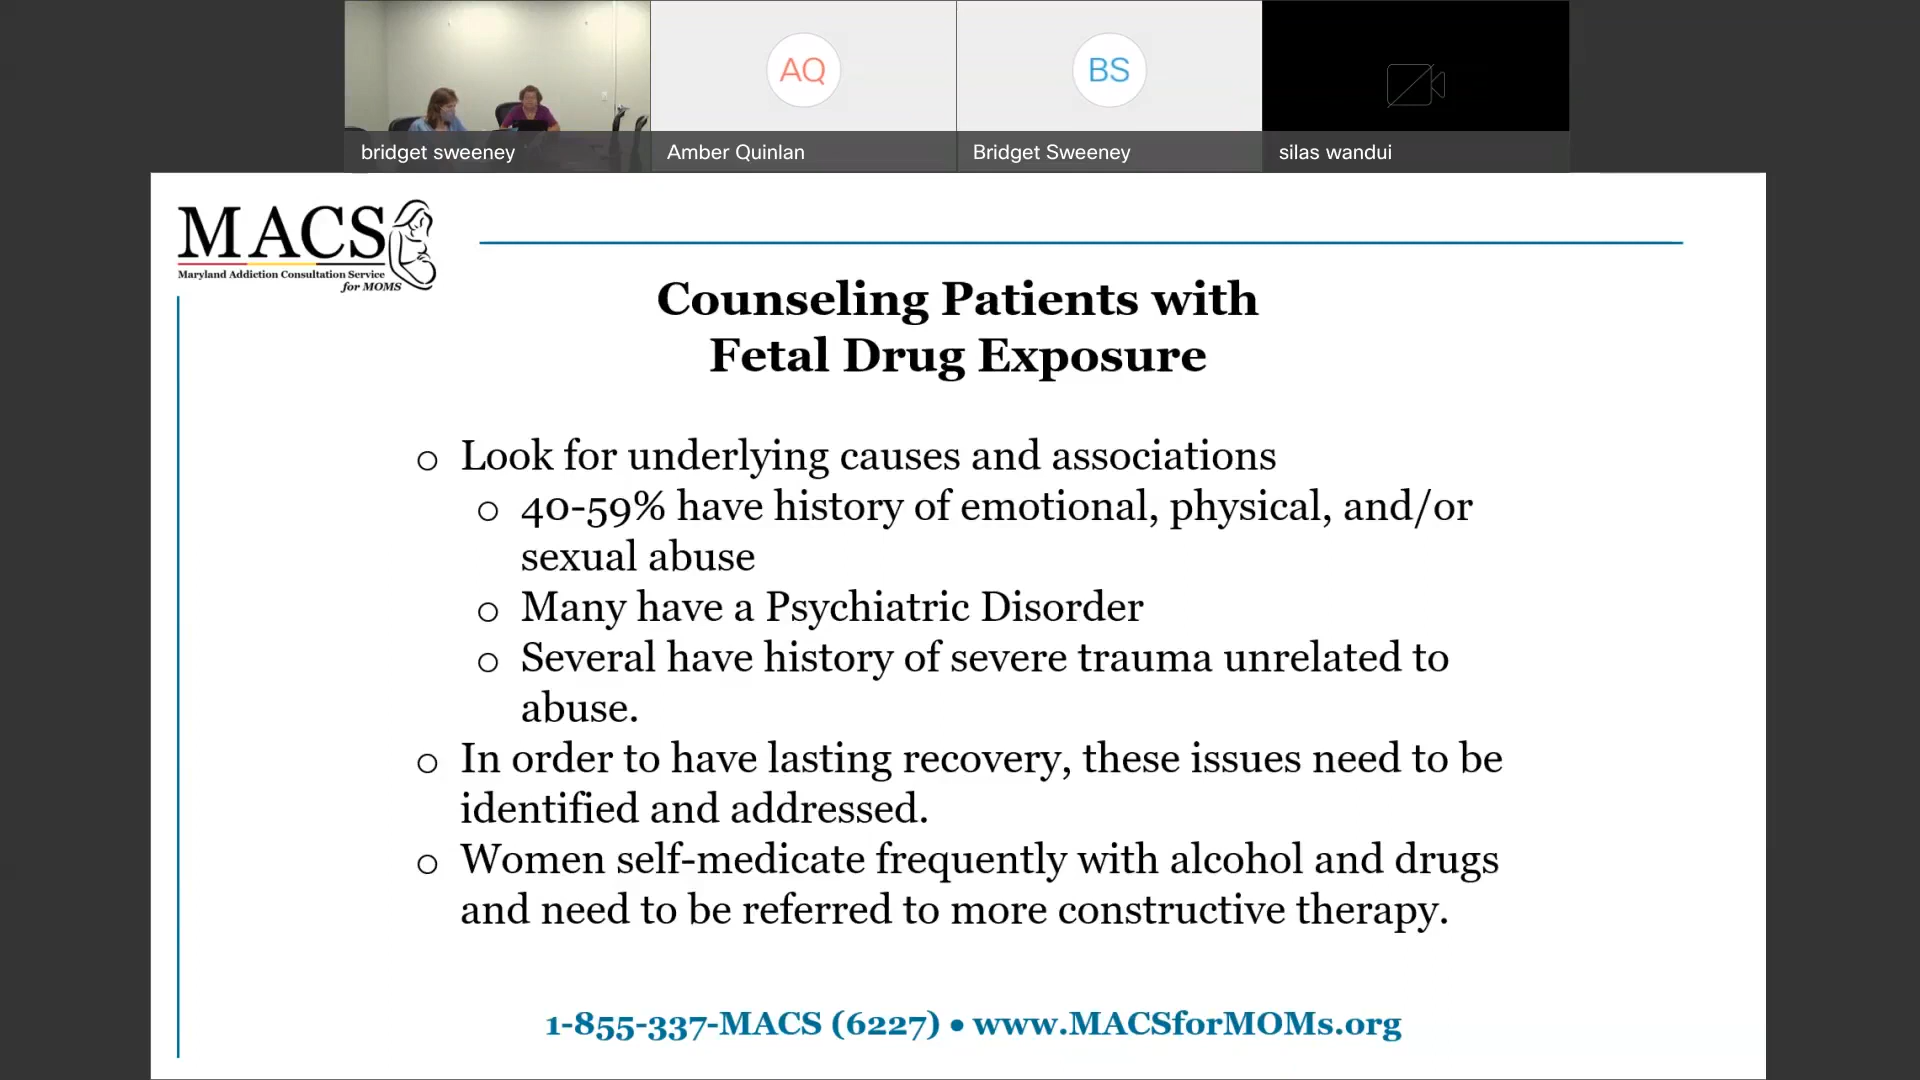 AQ
BS
bridget sweeney
Amber Quinlan
Bridget Sweeney
silas wandui
MACS
Maryland Addiction Consultation Service
for MOMS
Counseling Patients with
Fetal Drug Exposure
o Look for underlying causes and associations
o 40-59% have history of emotional, physical, and/or
sexual abuse
o Many have a Psychiatric Disorder
o Several have history of severe trauma unrelated to
abuse.
o In order to have lasting recovery, these issues need to be
identified and addressed.
o Women self-medicate frequently with alcohol and drugs
and need to be referred to more constructive therapy.
1-855-337-MACS (6227) • www.MACSforMOMs.org